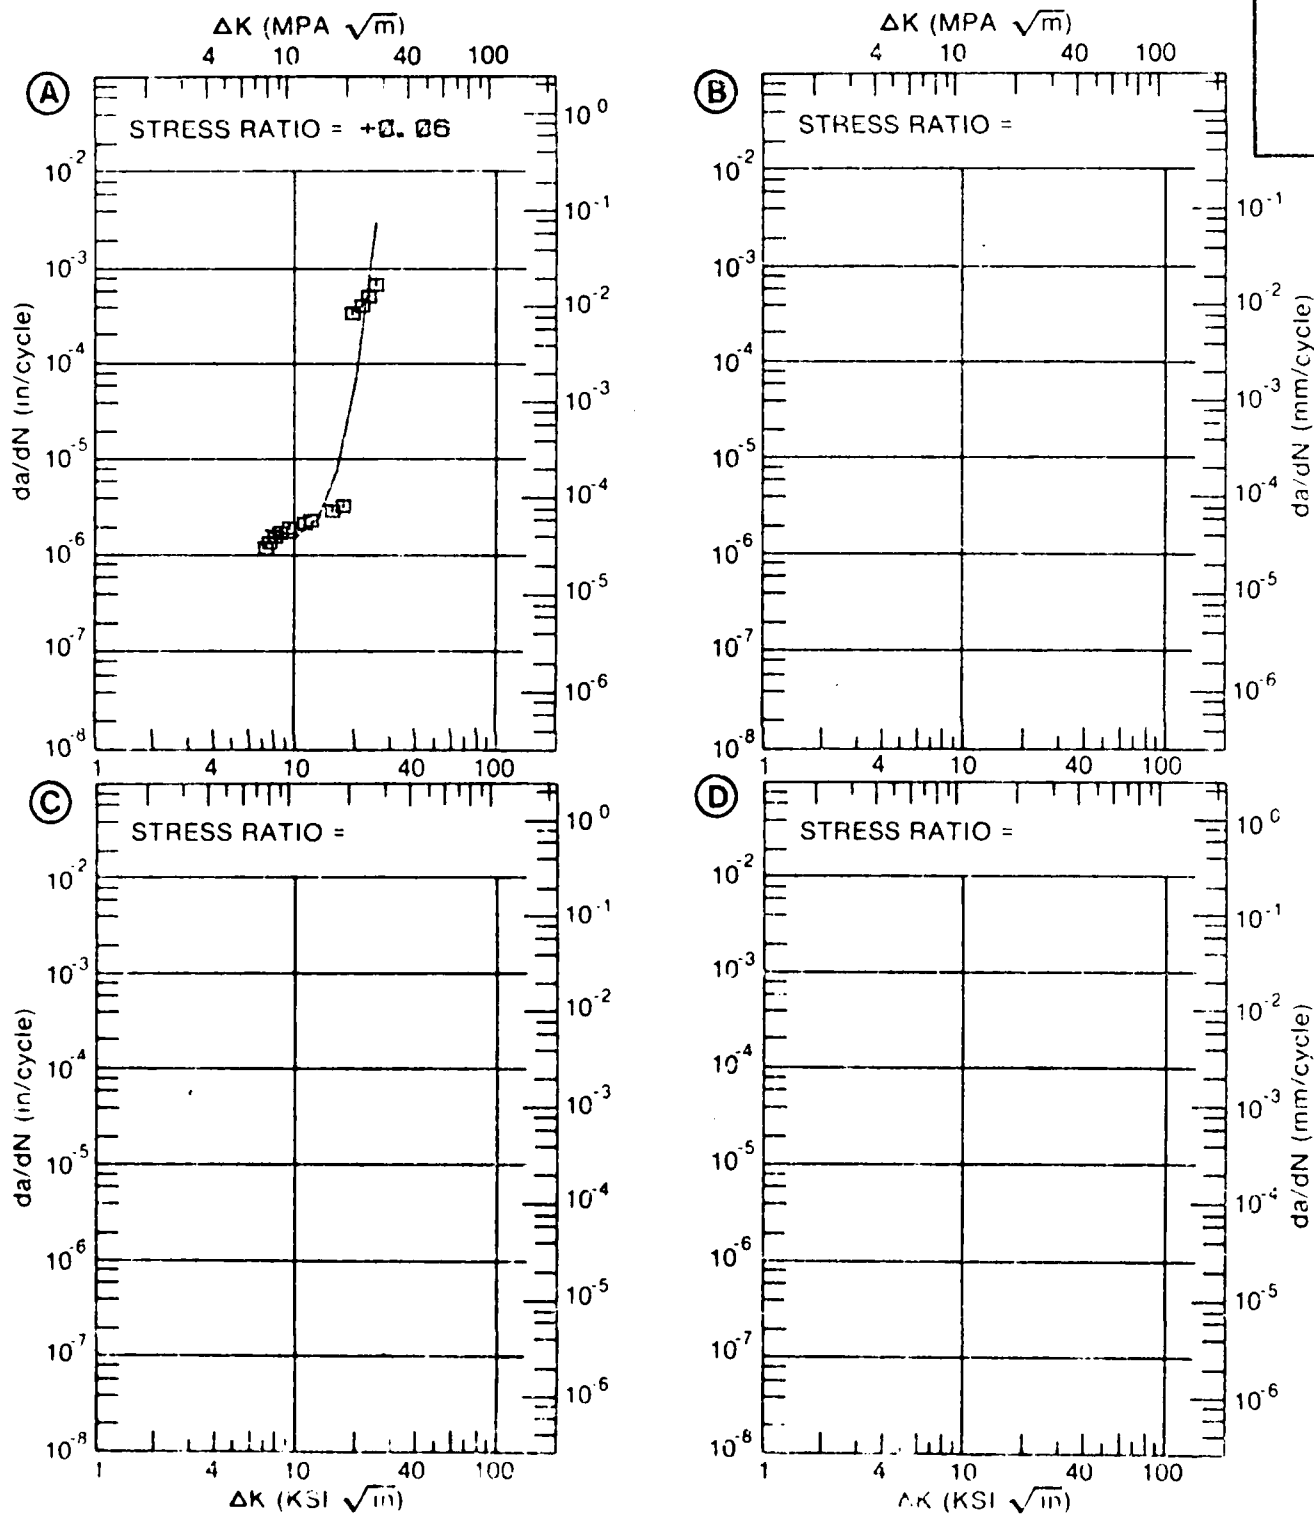 ΔK (MPA √m)
4 10 40 100
A
STRESS RATIO = +0.06
10^0
10^-2
10^-1
10^-3
10^-2
10^-4
10^-3
10^-5
10^-4
10^-6
10^-5
10^-7
10^-6
10^-8
1 4 10 40 100
da/dN (in/cycle)
ΔK (MPA √m)
4 10 40 100
B
STRESS RATIO =
10^-2
10^-1
10^-3
10^-2
10^-4
10^-3
10^-5
10^-4
10^-6
10^-5
10^-7
10^-6
10^-8
1 4 10 40 100
da/dN (mm/cycle)
C
STRESS RATIO =
10^0
10^-2
10^-1
10^-3
10^-2
10^-4
10^-3
10^-5
10^-4
10^-6
10^-5
10^-7
10^-6
10^-8
1 4 10 40 100
da/dN (in/cycle)
ΔK (KSI √in)
D
STRESS RATIO =
10^0
10^-2
10^-1
10^-3
10^-2
10^-4
10^-3
10^-5
10^-4
10^-6
10^-5
10^-7
10^-6
10^-8
1 4 10 40 100
da/dN (mm/cycle)
ΔK (KSI √in)